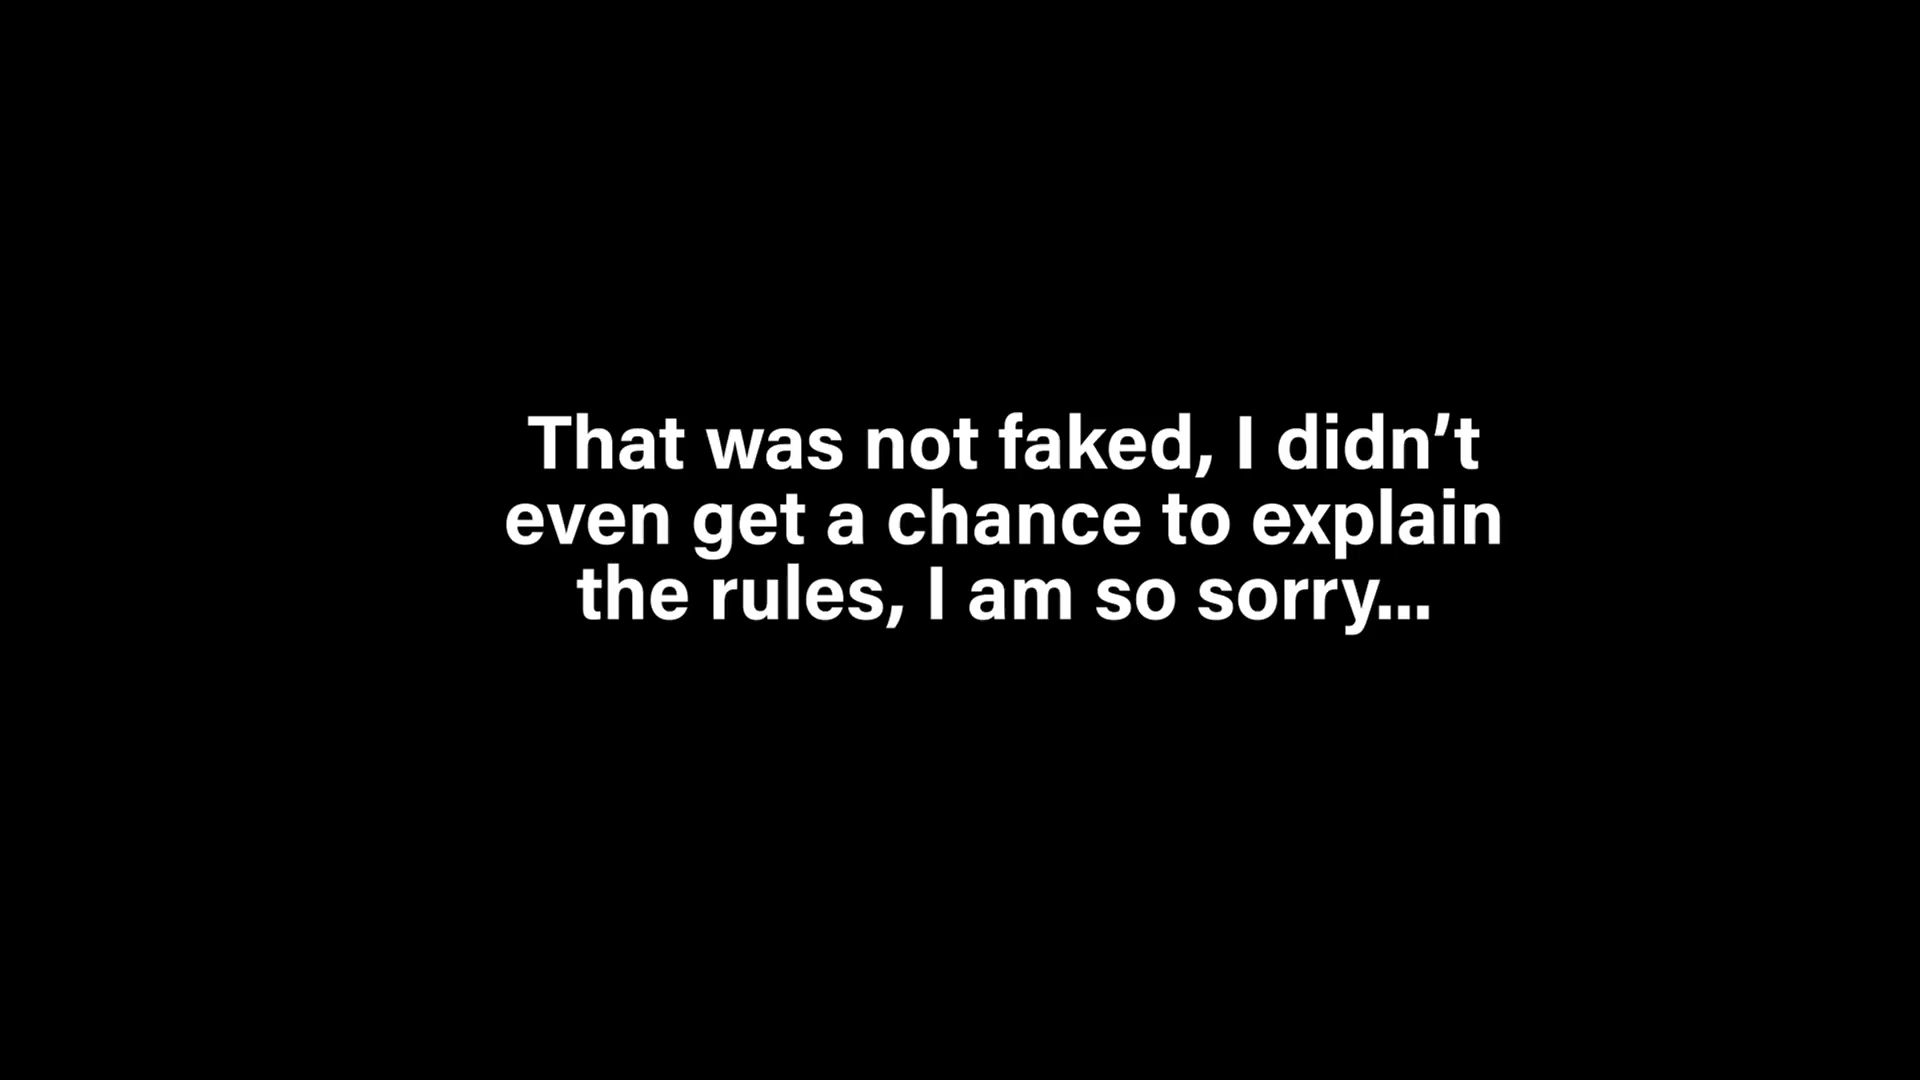 That was not faked, I didn’t
even get a chance to explain
the rules, I am so sorry...